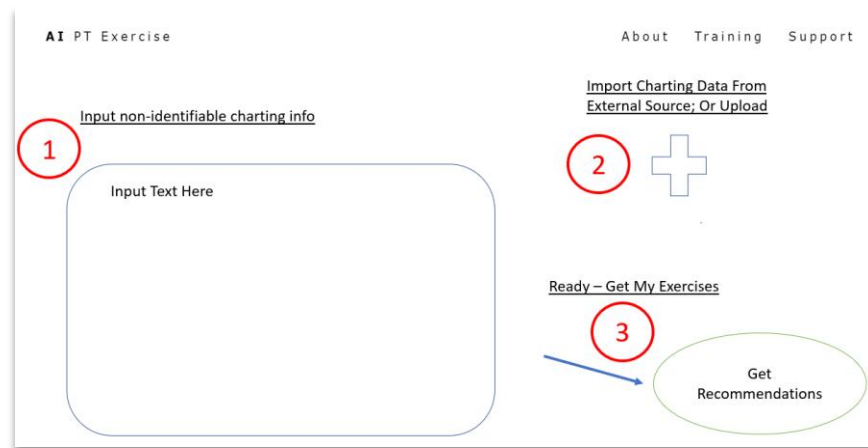 AI PT Exercise
About Training Support
Input non-identifiable charting info
1
Input Text Here
Import Charting Data From
External Source; Or Upload
2
Ready – Get My Exercises
3
Get
Recommendations